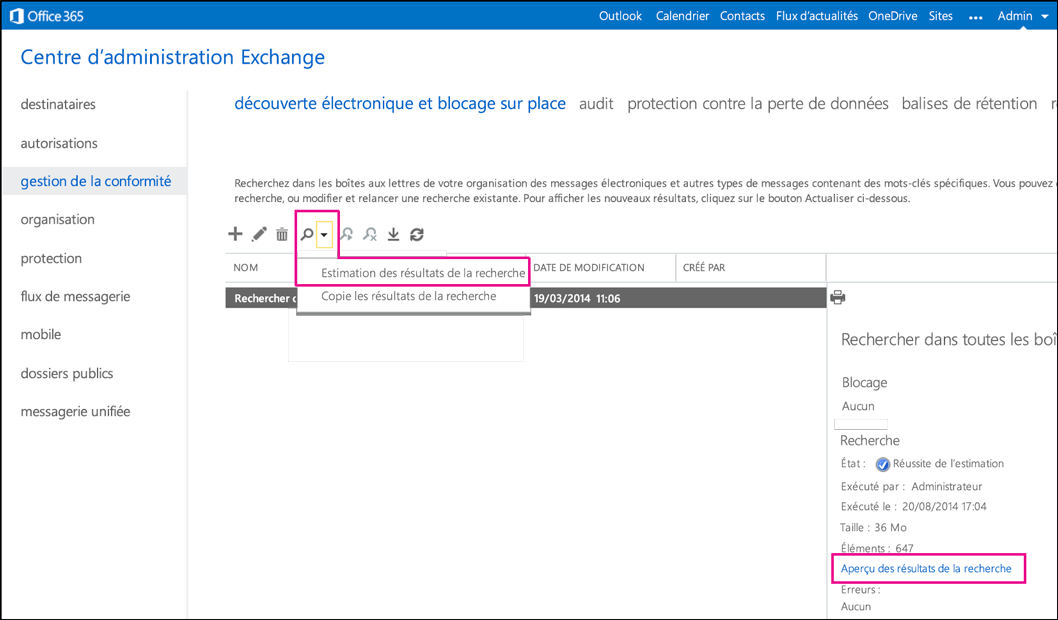 Office 365
Outlook Calendrier Contacts Flux d'actualités OneDrive Sites ... Admin
Centre d'administration Exchange
destinataires
autorisations
gestion de la conformité
organisation
protection
flux de messagerie
mobile
dossiers publics
messagerie unifiée
découverte électronique et blocage sur place audit protection contre la perte de données balises de rétention
Recherchez dans les boîtes aux lettres de votre organisation des messages électroniques et autres types de messages contenant des mots-clés spécifiques. Vous pouvez
recherche, ou modifier et relancer une recherche existante. Pour afficher les nouveaux résultats, cliquez sur le bouton Actualiser ci-dessous.
NOM DATE DE MODIFICATION CRÉÉ PAR
Estimation des résultats de la recherche
Copie les résultats de la recherche
Rechercher 19/03/2014 11:06
Rechercher dans toutes les boî
Blocage
Aucun
Recherche
État : Réussite de l'estimation
Exécuté par : Administrateur
Exécuté le : 20/08/2014 17:04
Taille : 36 Mo
Éléments : 647
Aperçu des résultats de la recherche
Erreurs :
Aucun